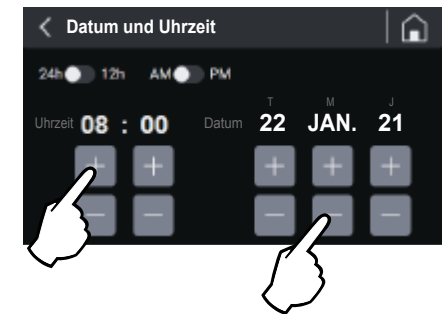 Datum und Uhrzeit
24h 12h AM PM
T M J
Uhrzeit 08 : 00 Datum 22 JAN. 21
+ + + + +
− − − − −